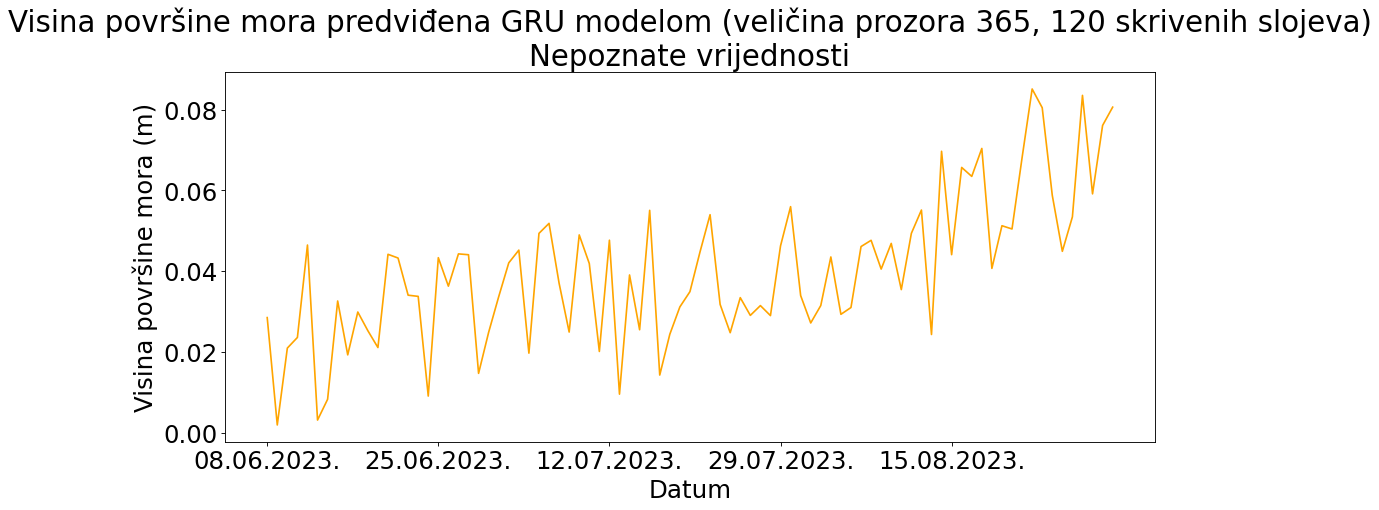 Visina površine mora predviđena GRU modelom (veličina prozora 365, 120 skrivenih slojeva)
Nepoznate vrijednosti
Visina površine mora (m)
0.08
0.06
0.04
0.02
0.00
08.06.2023. 25.06.2023. 12.07.2023. 29.07.2023. 15.08.2023.
Datum